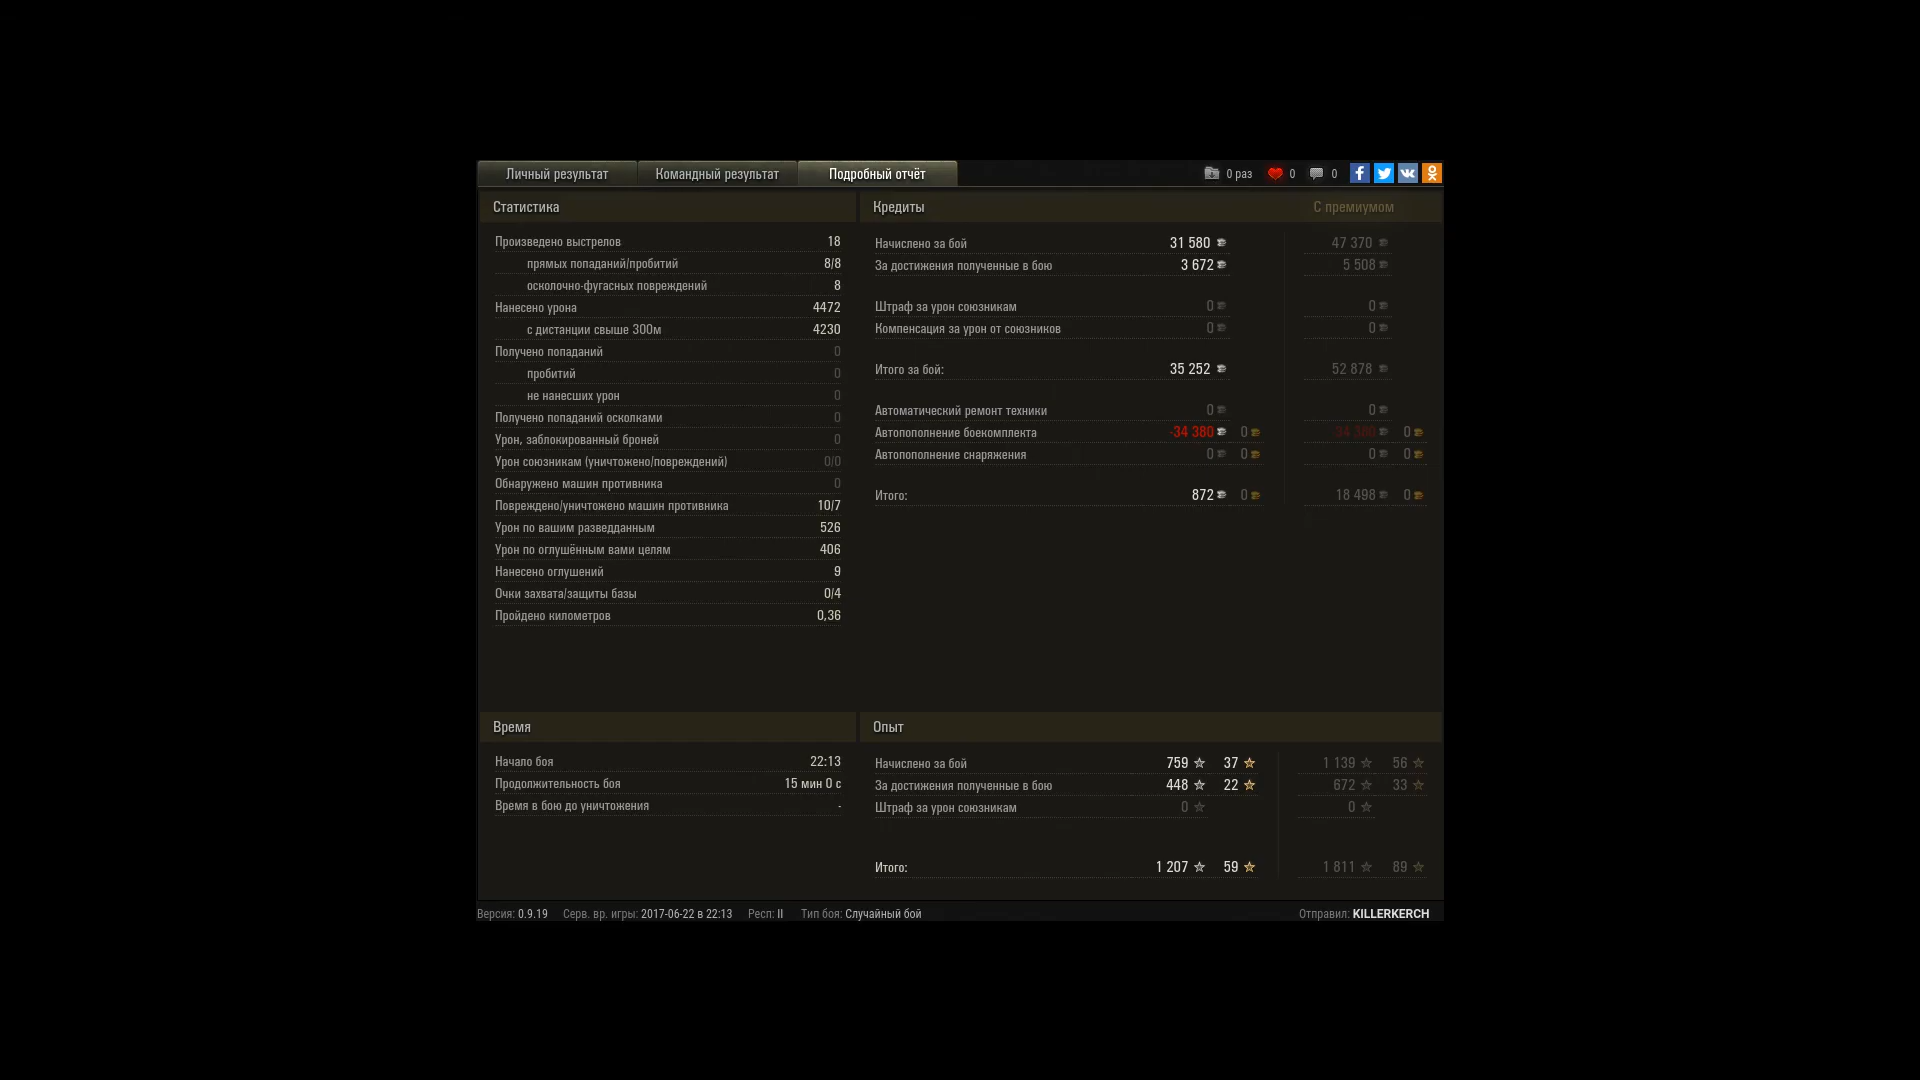 Личный результат Командный результат Подробный отчёт 0 раз 0 0
Статистика
Произведено выстрелов 18
прямых попаданий/пробитий 8/8
осколочно-фугасных повреждений 8
Нанесено урона 4472
с дистанции свыше 300м 4230
Получено попаданий 0
пробитий 0
не нанесших урон 0
Получено попаданий осколками 0
Урон, заблокированный броней 0
Урон союзникам (уничтожено/повреждений) 0/0
Обнаружено машин противника 0
Повреждено/уничтожено машин противника 10/7
Урон по вашим разведданным 526
Урон по оглушённым вами целям 406
Нанесено оглушений 9
Очки захвата/защиты базы 0/4
Пройдено километров 0,36
Кредиты С премиумом
Начислено за бой 31 580 47 370
За достижения полученные в бою 3 672 5 508
Штраф за урон союзникам 0 0
Компенсация за урон от союзников 0 0
Итого за бой: 35 252 52 878
Автоматический ремонт техники 0 0
Автопополнение боекомплекта -34 380 0 -34 380 0
Автопополнение снаряжения 0 0 0 0
Итого: 872 0 18 498 0
Время
Начало боя 22:13
Продолжительность боя 15 мин 0 с
Время в бою до уничтожения -
Опыт
Начислено за бой 759 37 1 139 56
За достижения полученные в бою 448 22 672 33
Штраф за урон союзникам 0 0
Итого: 1 207 59 1 811 89
Версия: 0.9.19 Серв. вр. игры: 2017-06-22 в 22:13 Респ: II Тип боя: Случайный бой Отправил: KILLERKERCH